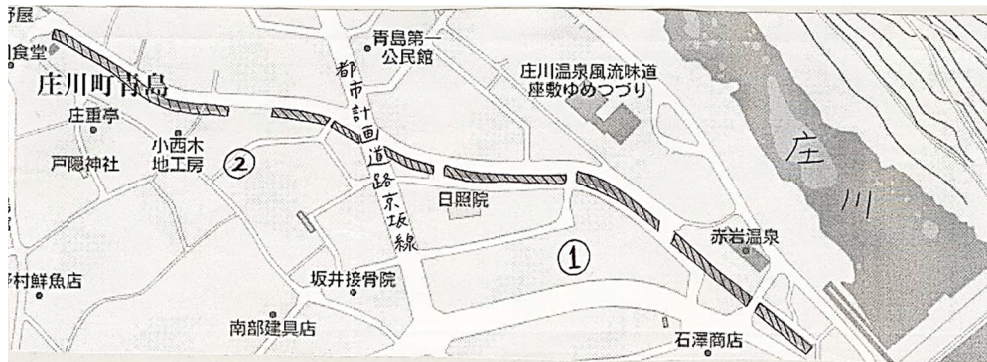 野屋
食堂
庄川町青島
庄重亭
戸隠神社
小西木
地工房
②
都市計画道路京坂線
青島第一
公民館
庄川温泉風流味道
座敷ゆめつづり
庄川
日照院
①
赤岩温泉
坂井接骨院
村鮮魚店
南部建具店
石澤商店